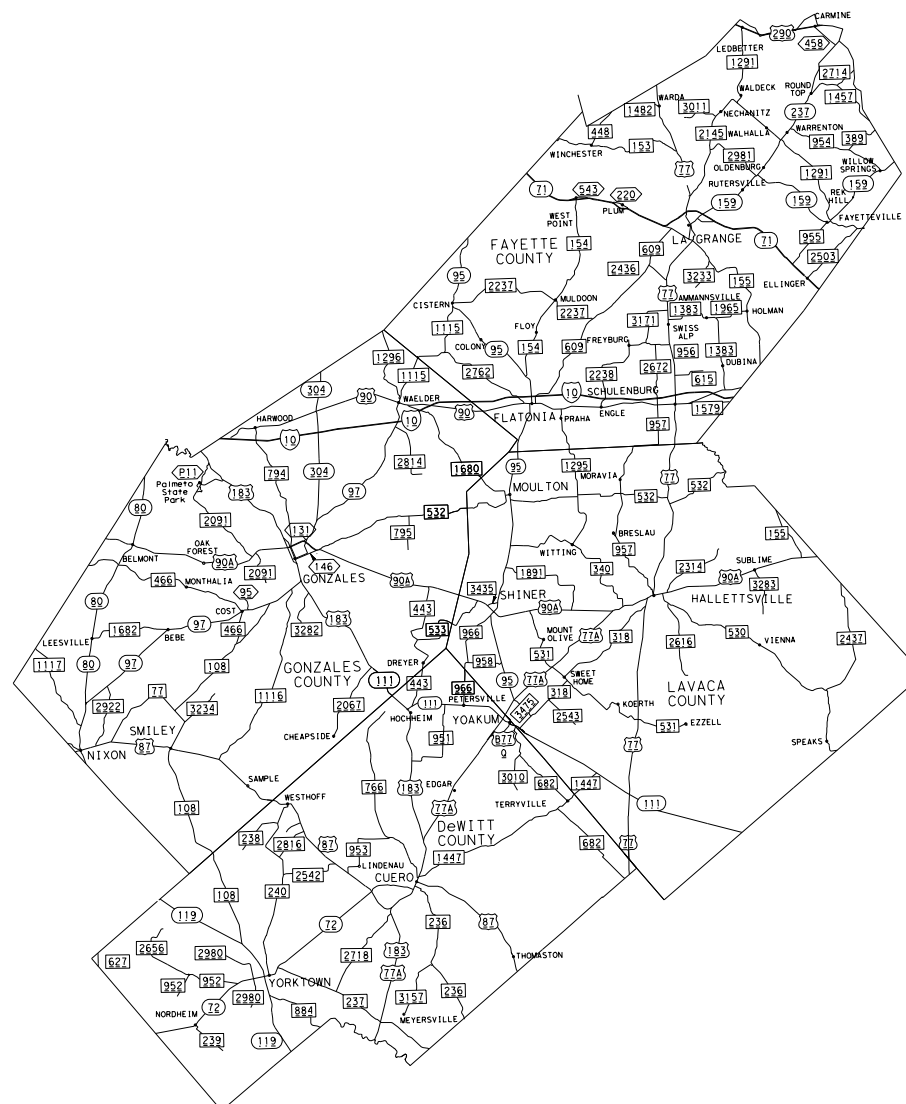 CARMINE
290
LEDBETTER
458
1291
2714
WALDECK
ROUND
TOP
1457
WARDA
1482
3011
NECHANITZ
237
448
2145
WALHALLA
WARRENTON
954
389
153
WINCHESTER
2981
OLDENBURG
77
1291
WILLOW
SPRINGS
71
543
220
RUTERSVILLE
159
REK
HILL
159
WEST
POINT
PLUM
159
FAYETTEVILLE
FAYETTE
COUNTY
154
609
LA GRANGE
71
955
2503
95
2436
3233
155
ELLINGER
2237
77
AMMANNSVILLE
CISTERN
MULDOON
2237
1383
1965
HOLMAN
1115
FLOY
3171
SWISS
ALP
COLONY
95
154
609
FREYBURG
956
1383
DUBINA
1296
1115
2762
2238
2672
615
304
10
SCHULENBURG
90
WAELDER
90
FLATONIA
PRAHA
ENGLE
1579
HARWOOD
10
10
957
P11
Palmeto
State
Park
183
794
304
2814
1680
95
1295
MORAVIA
77
97
MOULTON
532
532
80
2091
131
532
795
BRESLAU
155
OAK
FOREST
90A
BELMONT
146
WITTING
957
SUBLIME
466
MONTHALIA
2091
GONZALES
90A
1891
340
2314
90A
3283
95
COST
3435
SHINER
80
443
90A
HALLETTSVILLE
LEESVILLE
1682
BEBE
97
466
3282
183
533
966
MOUNT
OLIVE
77A
318
530
VIENNA
2437
97
108
2616
1117
80
GONZALES
COUNTY
DREYER
958
531
SWEET
HOME
2922
77
1116
111
443
966
95
77A
318
LAVACA
COUNTY
3234
2067
PETERSVILLE
111
3475
KOERTH
SMILEY
HOCHHEIM
YOAKUM
2543
87
CHEAPSIDE
951
B77
Q
531
EZZELL
NIXON
77
SPEAKS
SAMPLE
766
183
EDGAR
3010
682
1447
108
WESTHOFF
77A
TERRYVILLE
111
238
2816
87
DeWITT
COUNTY
953
682
77
2542
LINDENAU
1447
108
240
CUERO
119
72
236
87
2656
2980
2718
183
THOMASTON
627
77A
952
952
YORKTOWN
2980
237
3157
236
72
884
NORDHEIM
MEYERSVILLE
239
119